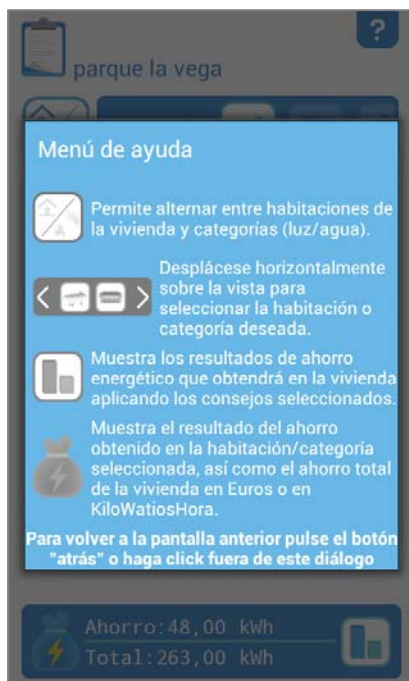 ?
parque la vega
Menú de ayuda
Permite alternar entre habitaciones de
la vivienda y categorías (luz/agua).
Desplácese horizontalmente
sobre la vista para
seleccionar la habitación o
categoría deseada.
Muestra los resultados de ahorro
energético que obtendrá en la vivienda
aplicando los consejos seleccionados.
Muestra el resultado del ahorro
obtenido en la habitación/categoría
seleccionada, así como el ahorro total
de la vivienda en Euros o en
KiloWatiosHora.
Para volver a la pantalla anterior pulse el botón
"atrás" o haga click fuera de este diálogo
Ahorro:48,00 kWh
Total:263,00 kWh